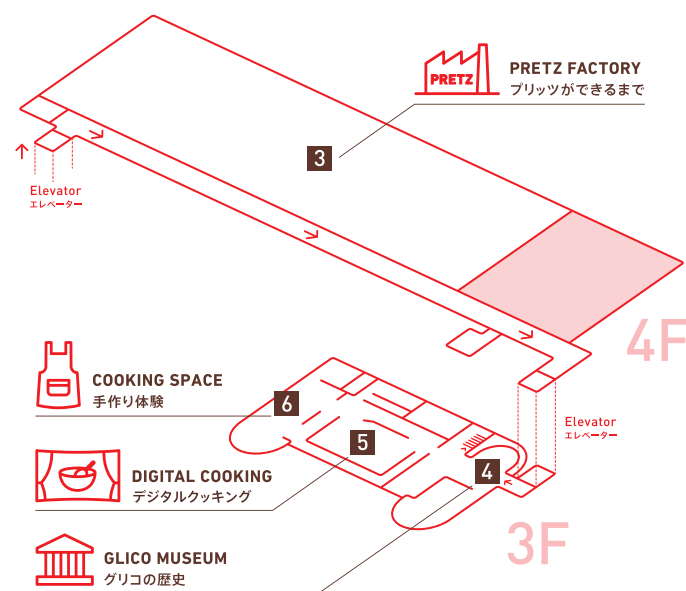 PRETZ
PRETZ FACTORY
プリッツができるまで
3
Elevator
エレベーター
4F
COOKING SPACE
手作り体験
6
Elevator
エレベーター
5
4
DIGITAL COOKING
デジタルクッキング
3F
GLICO MUSEUM
グリコの歴史